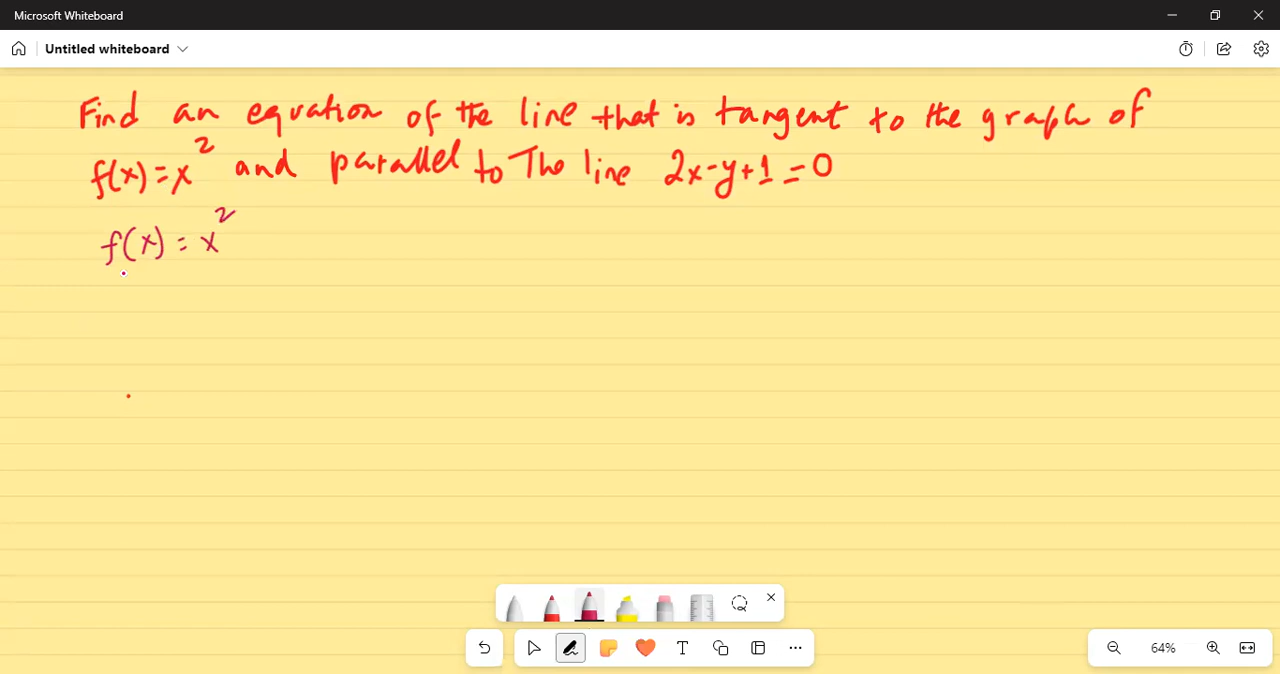 Microsoft Whiteboard
Untitled whiteboard
Find an equation of the line that is tangent to the graph of
f(x) = x² and parallel to The line 2x-y+1=0
f(x) = x²
T
64%